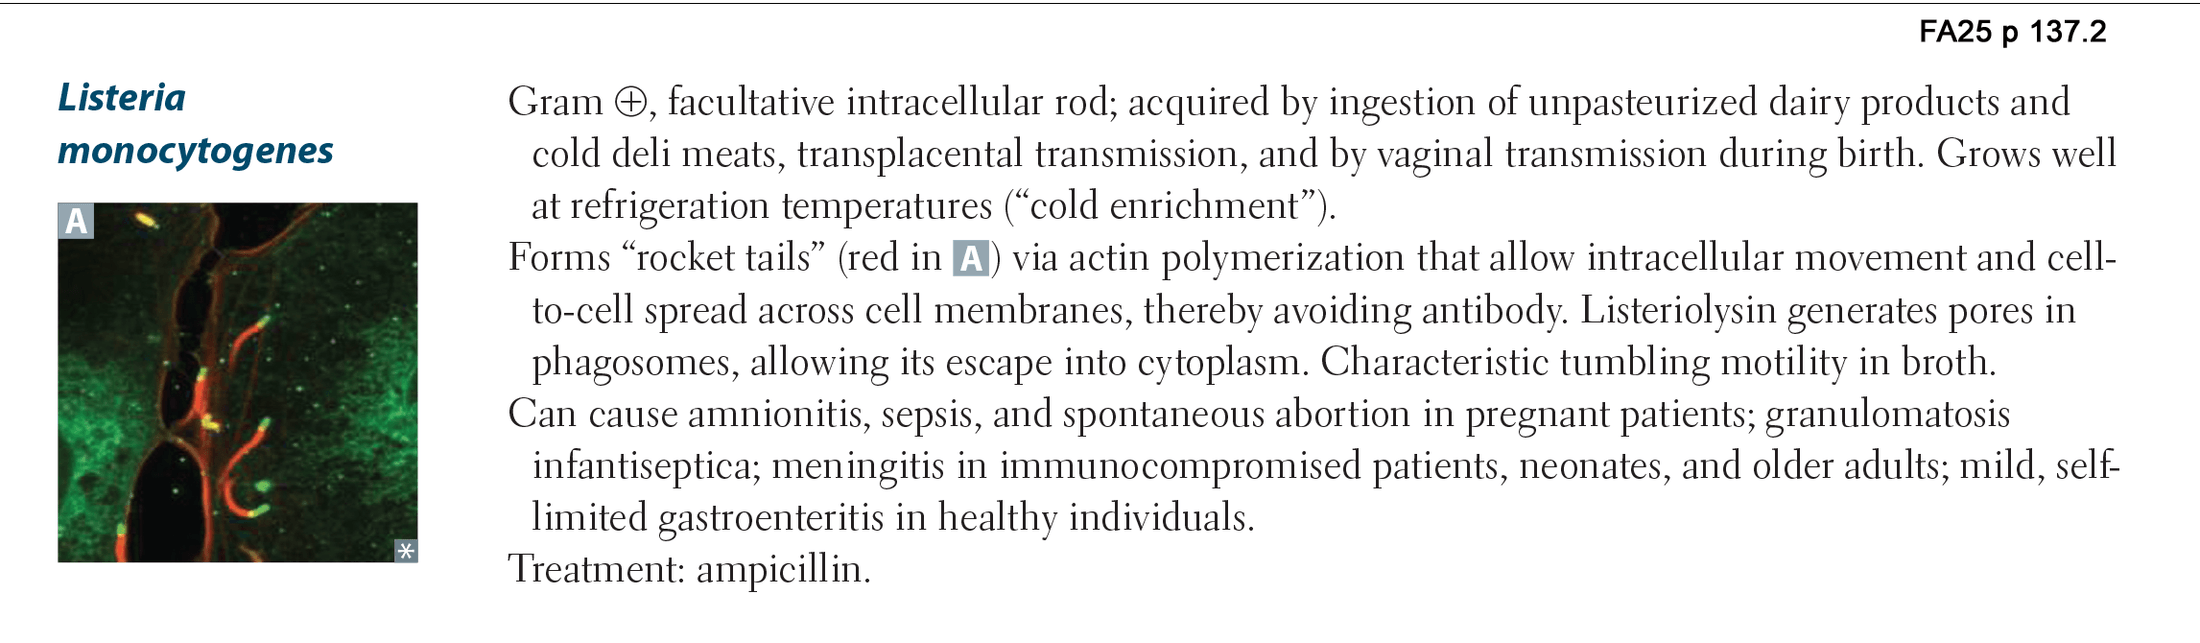 FA25 p 137.2
Listeria
monocytogenes
A
*
Gram ⊕, facultative intracellular rod; acquired by ingestion of unpasteurized dairy products and
cold deli meats, transplacental transmission, and by vaginal transmission during birth. Grows well
at refrigeration temperatures (“cold enrichment”).
Forms “rocket tails” (red in A) via actin polymerization that allow intracellular movement and cell-
to-cell spread across cell membranes, thereby avoiding antibody. Listeriolysin generates pores in
phagosomes, allowing its escape into cytoplasm. Characteristic tumbling motility in broth.
Can cause amnionitis, sepsis, and spontaneous abortion in pregnant patients; granulomatosis
infantiseptica; meningitis in immunocompromised patients, neonates, and older adults; mild, self-
limited gastroenteritis in healthy individuals.
Treatment: ampicillin.